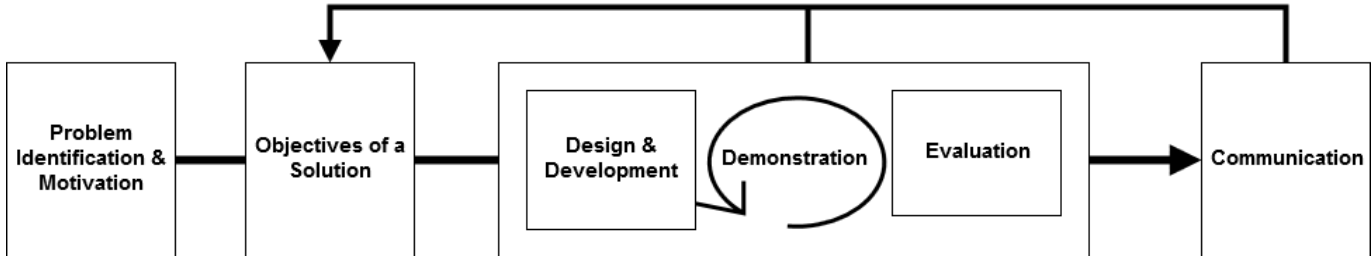 Problem
Identification &
Motivation
Objectives of a
Solution
Design &
Development
Demonstration
Evaluation
Communication